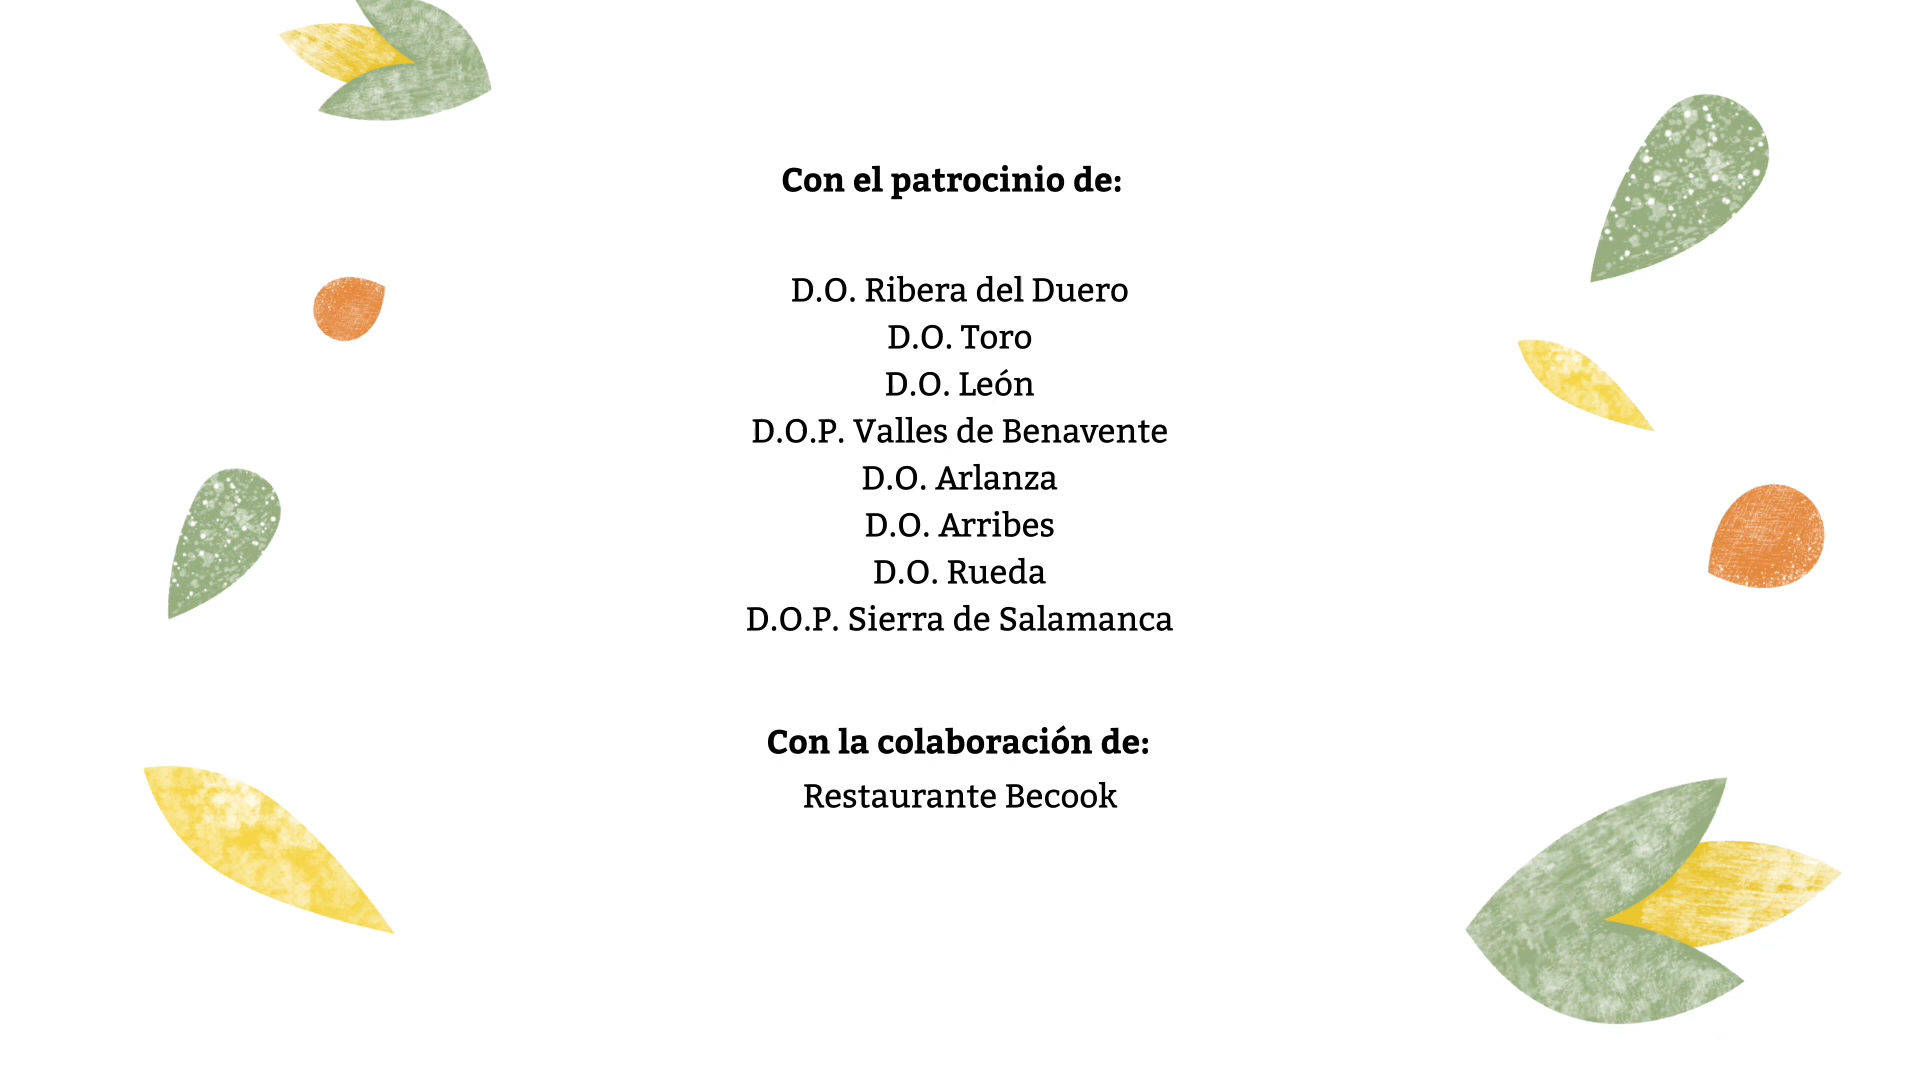 Con el patrocinio de:
D.O. Ribera del Duero
D.O. Toro
D.O. León
D.O.P. Valles de Benavente
D.O. Arlanza
D.O. Arribes
D.O. Rueda
D.O.P. Sierra de Salamanca
Con la colaboración de:
Restaurante Becook